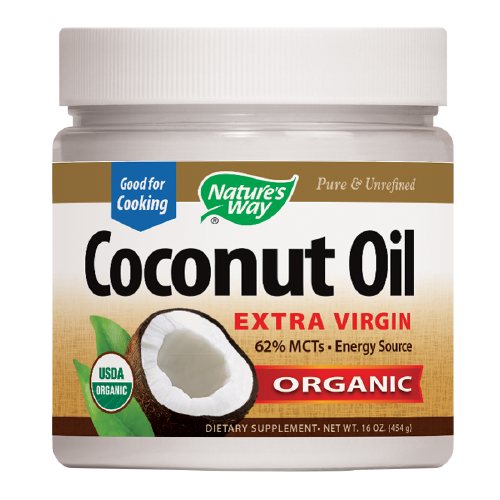 Good for
Cooking
Nature's
Way
®
Pure & Unrefined
Coconut Oil
EXTRA VIRGIN
62% MCTs • Energy Source
USDA
ORGANIC
ORGANIC
DIETARY SUPPLEMENT • NET WT. 16 OZ. (454 g)